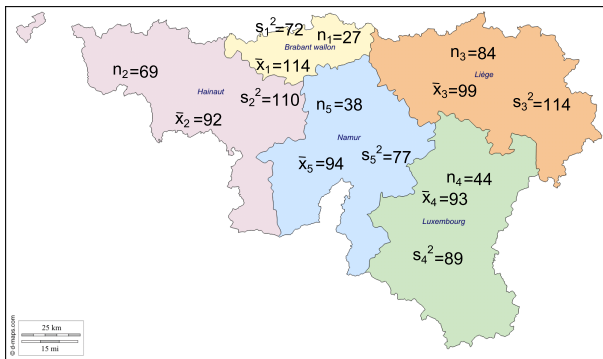 s₁²=72
n₁=27
Brabant wallon
x̄₁=114
n₃=84
Liège
x̄₃=99
s₃²=114
n₂=69
Hainaut
s₂²=110
x̄₂=92
n₅=38
Namur
s₅²=77
x̄₅=94
n₄=44
x̄₄=93
Luxembourg
s₄²=89
25 km
15 mi
© d-maps.com